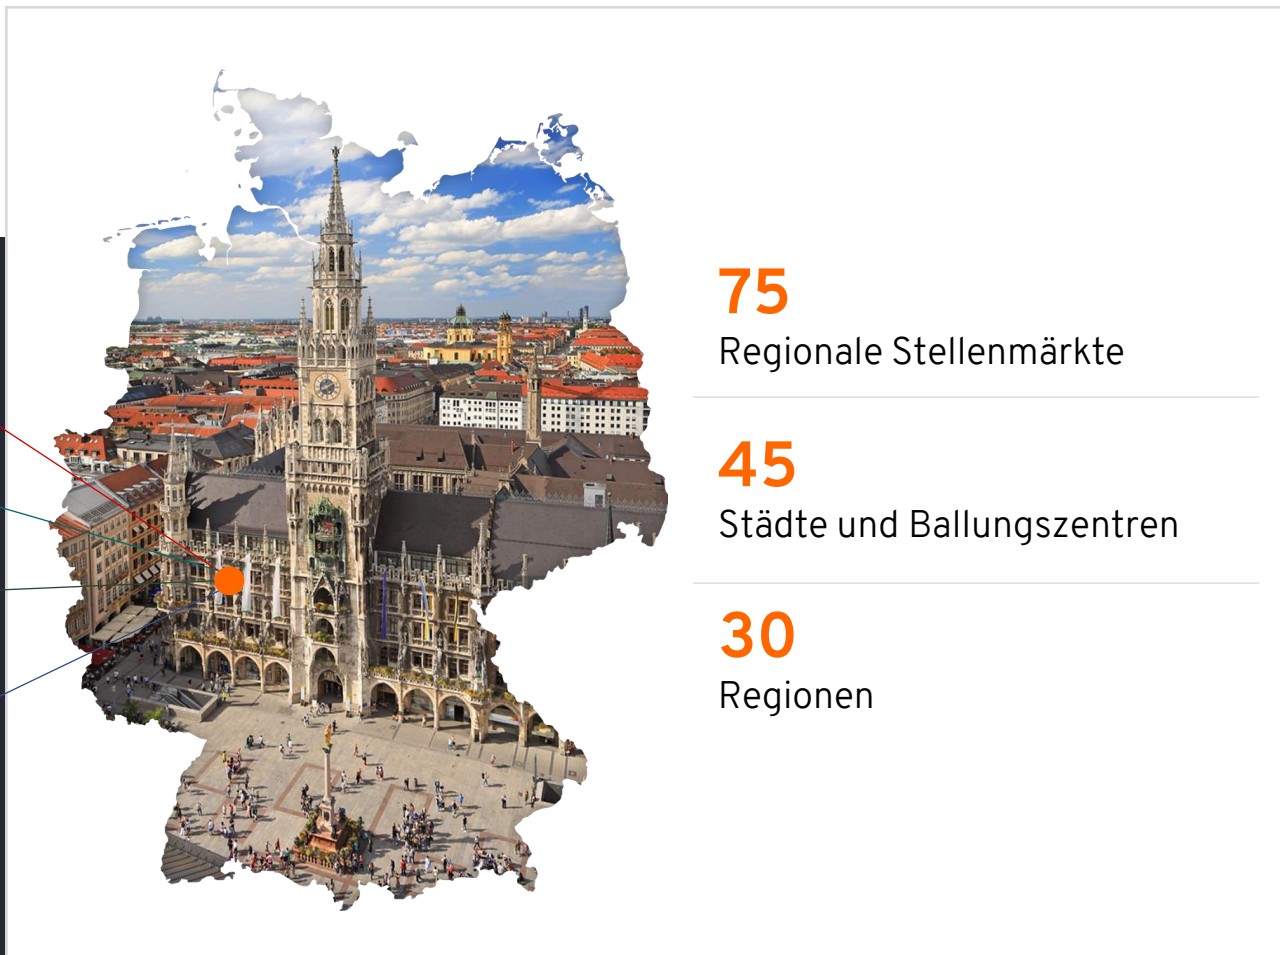 75
Regionale Stellenmärkte
45
Städte und Ballungszentren
30
Regionen